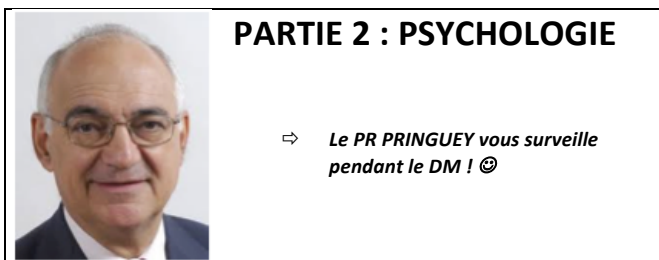 PARTIE 2 : PSYCHOLOGIE
⇨ Le PR PRINGUEY vous surveille
pendant le DM ! ☺